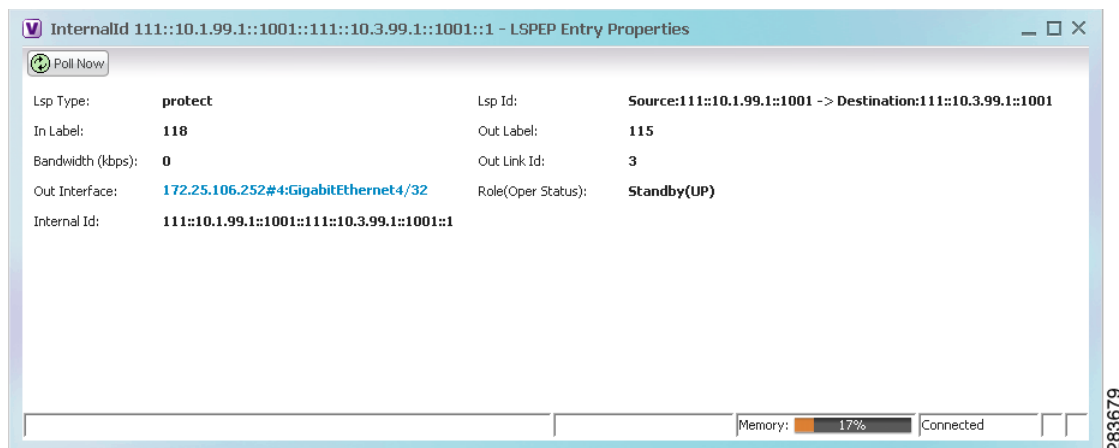 V InternalId 111::10.1.99.1::1001::111::10.3.99.1::1001::1 - LSPEP Entry Properties
Poll Now
Lsp Type: protect Lsp Id: Source:111::10.1.99.1::1001 -> Destination:111::10.3.99.1::1001
In Label: 118 Out Label: 115
Bandwidth (kbps): 0 Out Link Id: 3
Out Interface: 172.25.106.252#4:GigabitEthernet4/32 Role(Oper Status): Standby(UP)
Internal Id: 111::10.1.99.1::1001::111::10.3.99.1::1001::1
Memory: 17% Connected
283679